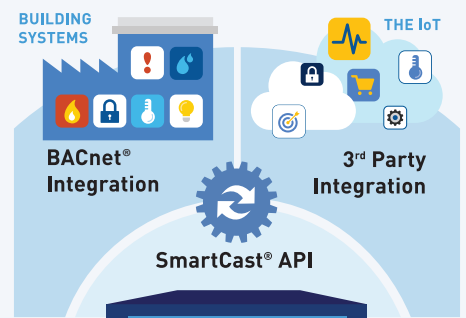 BUILDING
SYSTEMS
THE IoT
BACnet®
Integration
3rd Party
Integration
SmartCast® API